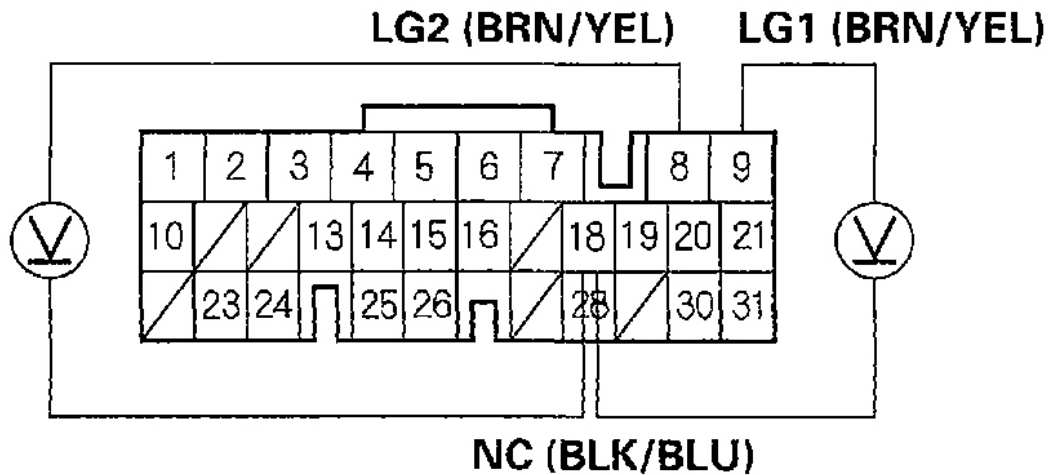 LG2 (BRN/YEL) LG1 (BRN/YEL)
1 2 3 4 5 6 7 8 9
V 10 13 14 15 16 18 19 20 21 V
23 24 25 26 28 30 31
NC (BLK/BLU)